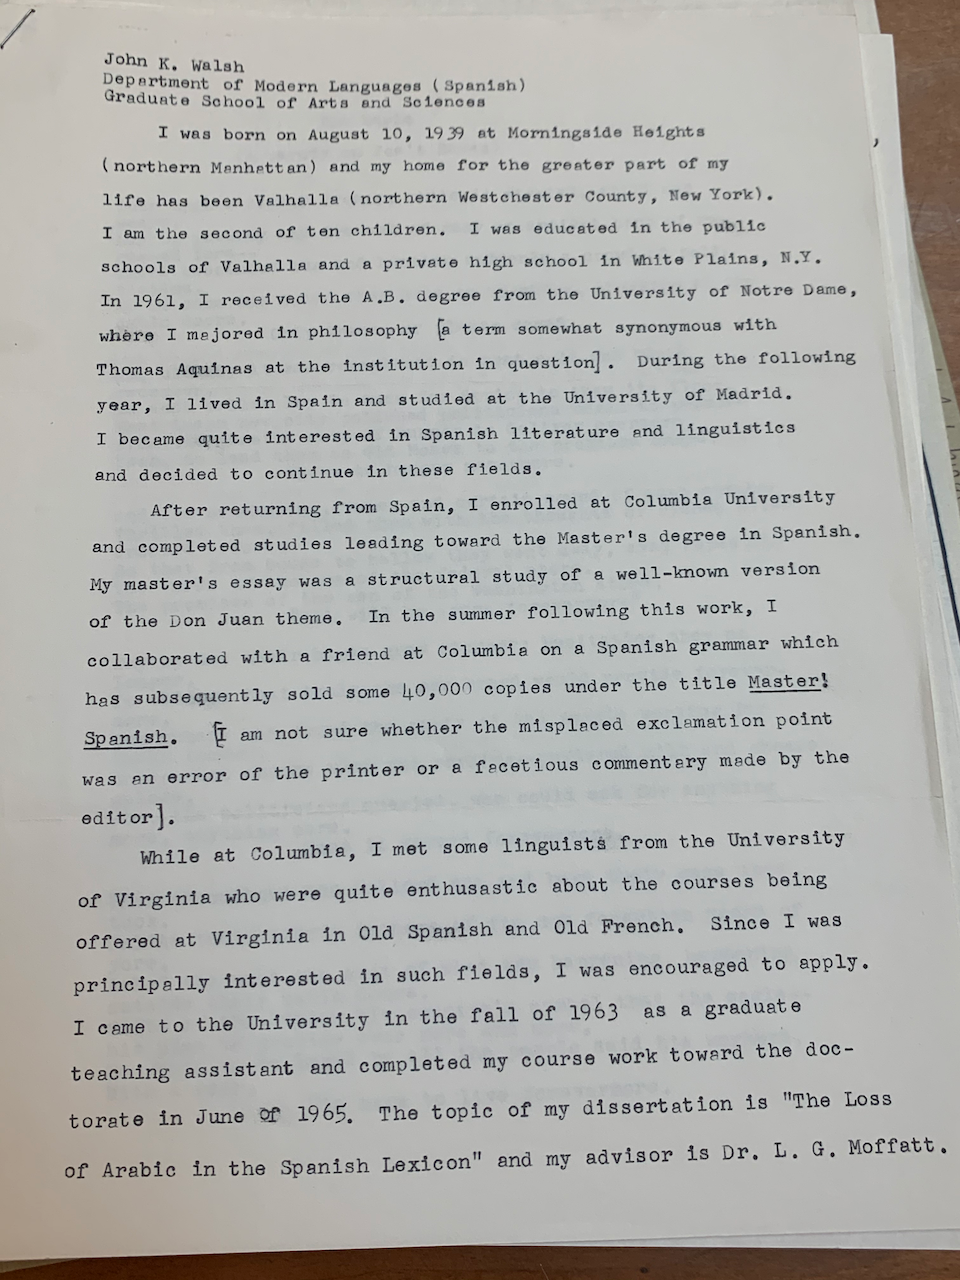 John K. Walsh
Department of Modern Languages (Spanish)
Graduate School of Arts and Sciences
I was born on August 10, 1939 at Morningside Heights
(northern Manhattan) and my home for the greater part of my
life has been Valhalla (northern Westchester County, New York).
I am the second of ten children. I was educated in the public
schools of Valhalla and a private high school in White Plains, N.Y.
In 1961, I received the A.B. degree from the University of Notre Dame,
where I majored in philosophy [a term somewhat synonymous with
Thomas Aquinas at the institution in question]. During the following
year, I lived in Spain and studied at the University of Madrid.
I became quite interested in Spanish literature and linguistics
and decided to continue in these fields.
After returning from Spain, I enrolled at Columbia University
and completed studies leading toward the Master's degree in Spanish.
My master's essay was a structural study of a well-known version
of the Don Juan theme. In the summer following this work, I
collaborated with a friend at Columbia on a Spanish grammar which
has subsequently sold some 40,000 copies under the title Master!
Spanish. [I am not sure whether the misplaced exclamation point
was an error of the printer or a facetious commentary made by the
editor].
While at Columbia, I met some linguists from the University
of Virginia who were quite enthusastic about the courses being
offered at Virginia in Old Spanish and Old French. Since I was
principally interested in such fields, I was encouraged to apply.
I came to the University in the fall of 1963 as a graduate
teaching assistant and completed my course work toward the doc-
torate in June of 1965. The topic of my dissertation is "The Loss
of Arabic in the Spanish Lexicon" and my advisor is Dr. L. G. Moffatt.